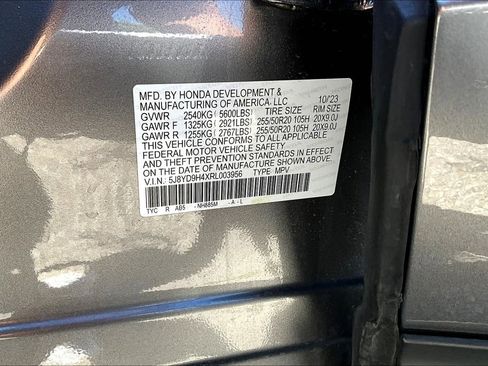 MFD. BY HONDA DEVELOPMENT &
MANUFACTURING OF AMERICA, LLC 10/23
GVWR 2540KG( 5600LBS) TIRE SIZE RIM SIZE
GAWR F 1325KG( 2921LBS) 255/50R20 105H 20X9.0J
GAWR R 1255KG( 2767LBS) 255/50R20 105H 20X9.0J
THIS VEHICLE CONFORMS TO ALL APPLICABLE
FEDERAL MOTOR VEHICLE SAFETY
AND THEFT PREVENTION STANDARDS IN EFFECT
ON THE DATE OF MANUFACTURE SHOWN ABOVE.
V.I.N.: 5J8YD9H4XRL003956 TYPE: MPV
TYC R AB5 - NH885M - A - L